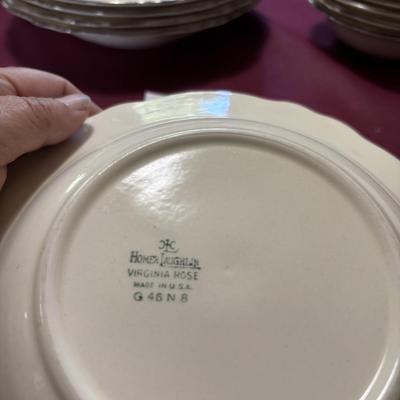 HOMER LAUGHLIN
VIRGINIA ROSE
MADE IN U.S.A.
G 46 N 8